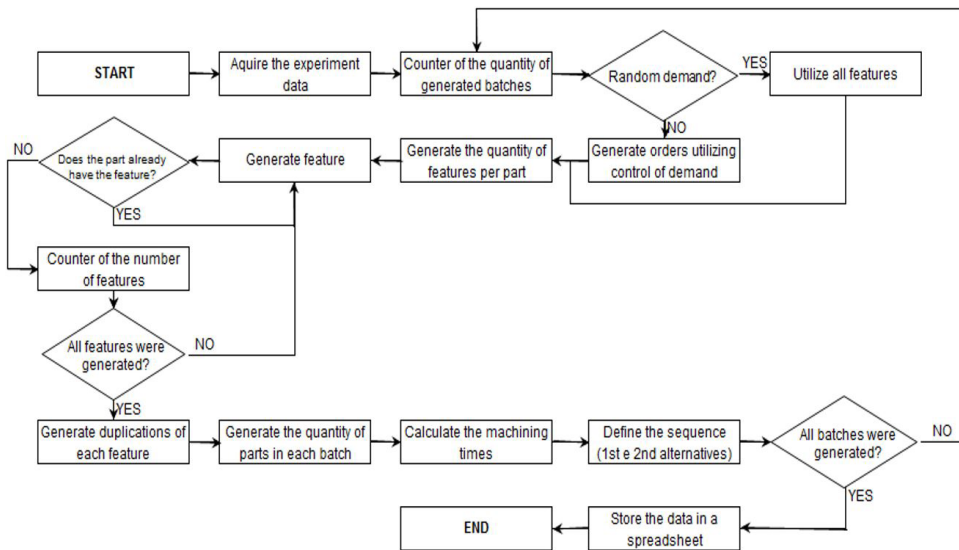 START
Aquire the experiment
data
Counter of the quantity of
generated batches
Random demand?
YES
Utilize all features
NO
NO
Does the part already
have the feature?
YES
Generate feature
Generate the quantity of
features per part
Generate orders utilizing
control of demand
Counter of the number
of features
All features were
generated?
NO
YES
Generate duplications of
each feature
Generate the quantity of
parts in each batch
Calculate the machining
times
Define the sequence
(1st e 2nd alternatives)
All batches were
generated?
NO
YES
END
Store the data in a
spreadsheet